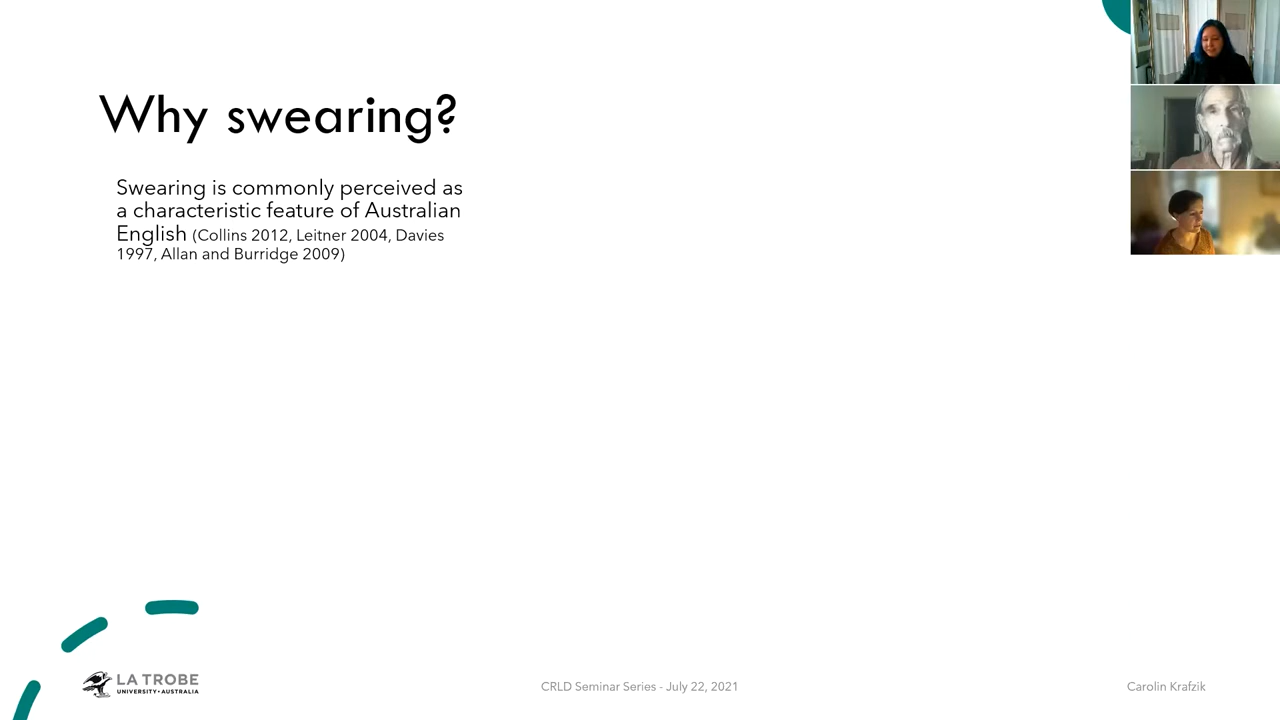 Why swearing?
Swearing is commonly perceived as
a characteristic feature of Australian
English (Collins 2012, Leitner 2004, Davies
1997, Allan and Burridge 2009)
LA TROBE
UNIVERSITY • AUSTRALIA
CRLD Seminar Series - July 22, 2021
Carolin Krafzik